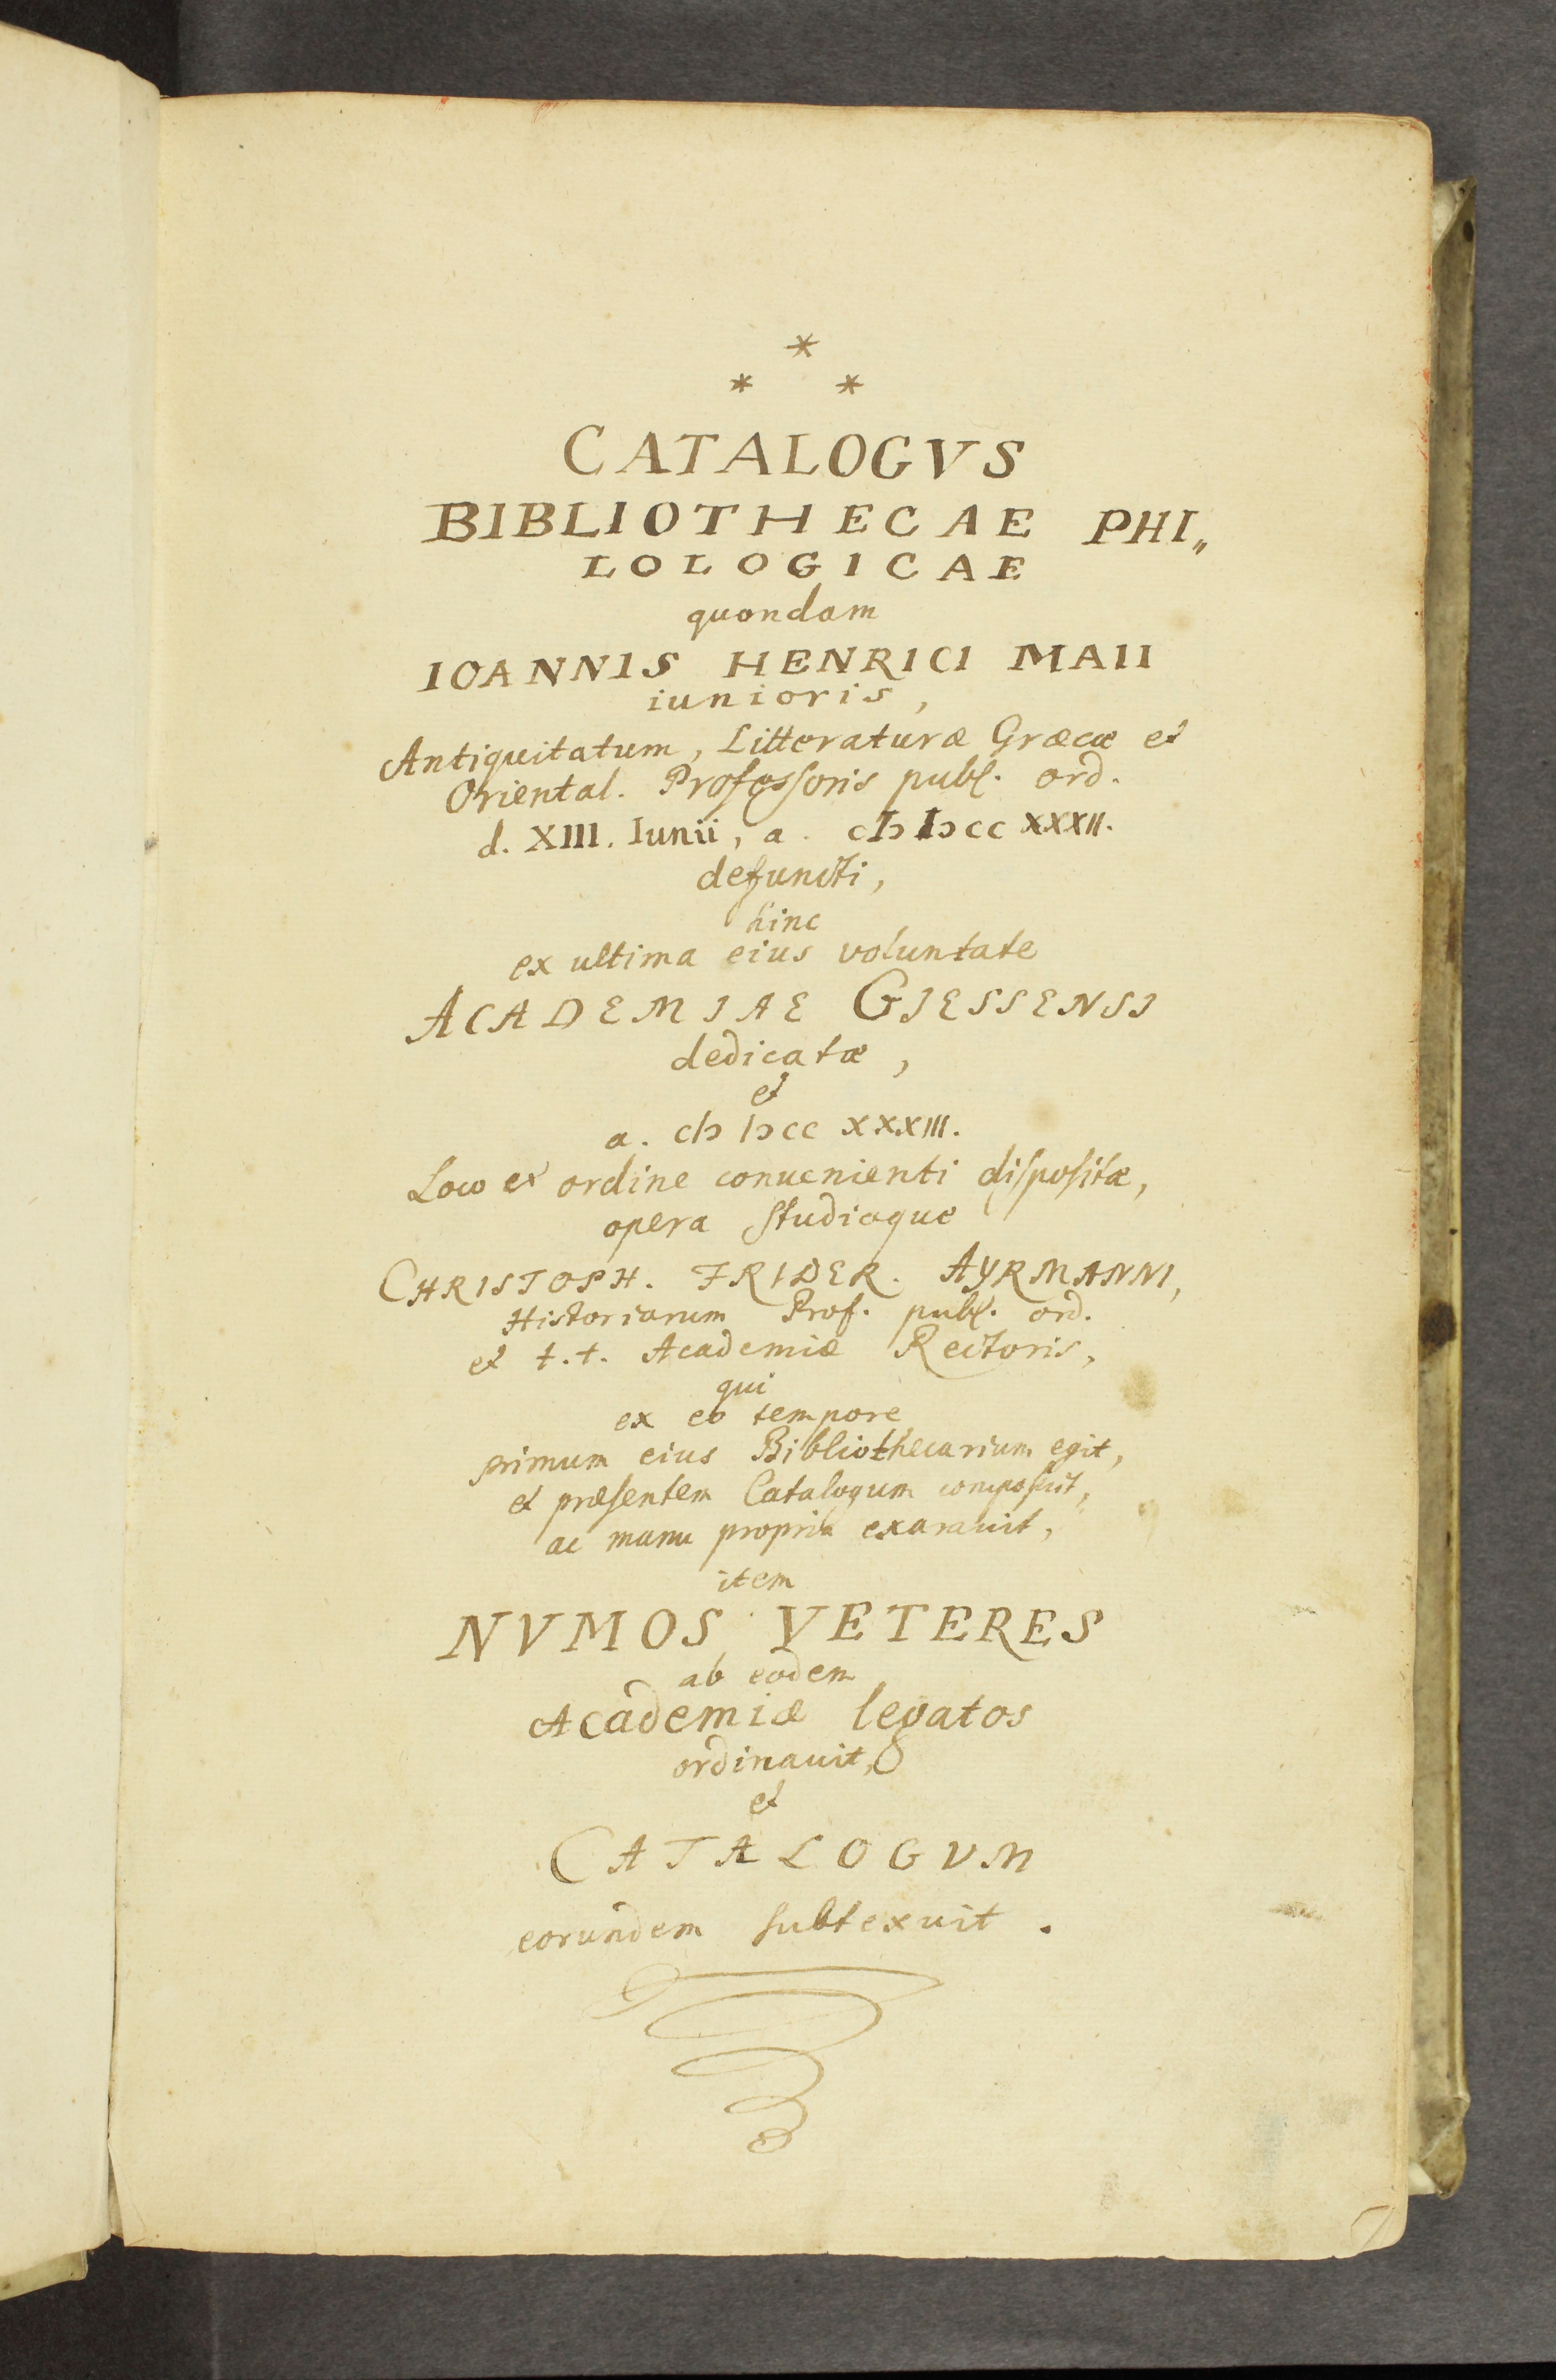 *
* *
CATALOGVS
BIBLIOTHECAE PHI„
LOLOGICAE
quondam
IOANNIS HENRICI MAII
iunioris,
Antiquitatum, Litteraturæ Græcæ et
Oriental. Profeſſoris publ. ord.
d. XIII. Iunii, a. cIↃ IↃcc XXXII.
defuncti,
hinc
ex ultima eius voluntate
ACADEMIAE GIESSENSI
dedicatæ,
et
a. cIↃ IↃcc XXXIII.
Loco et ordine conuenienti diſpoſitæ,
opera ſtudioque
CHRISTOPH. FRIDER. AYRMANNI,
Historiarum Prof. publ. ord.
et t.t. Academiæ Rectoris,
qui
ex eo tempore
primum eius Bibliothecarium egit,
et præſentem Catalogum compoſuit,
ac manu propria exarauit,
item
NVMOS VETERES
ab eodem
Academiæ legatos
ordinauit,
et
CATALOGVM
eorundem ſubtexuit.